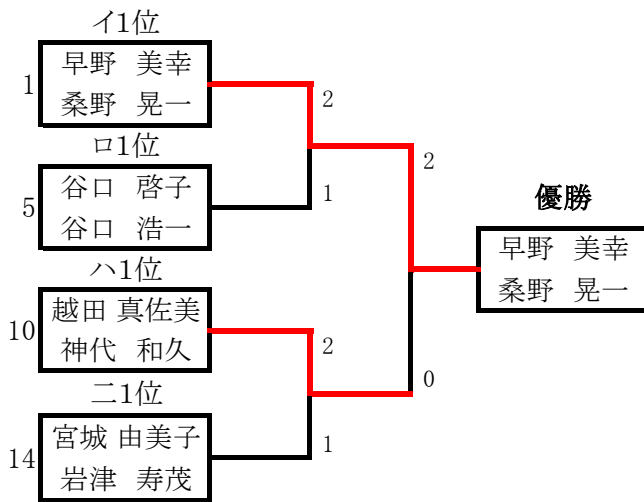 イ1位
1
早野 美幸
桑野 晃一
2
ロ1位
5
谷口 啓子
谷口 浩一
1
2
ハ1位
10
越田 真佐美
神代 和久
2
ニ1位
14
宮城 由美子
岩津 寿茂
1
0
優勝
早野 美幸
桑野 晃一